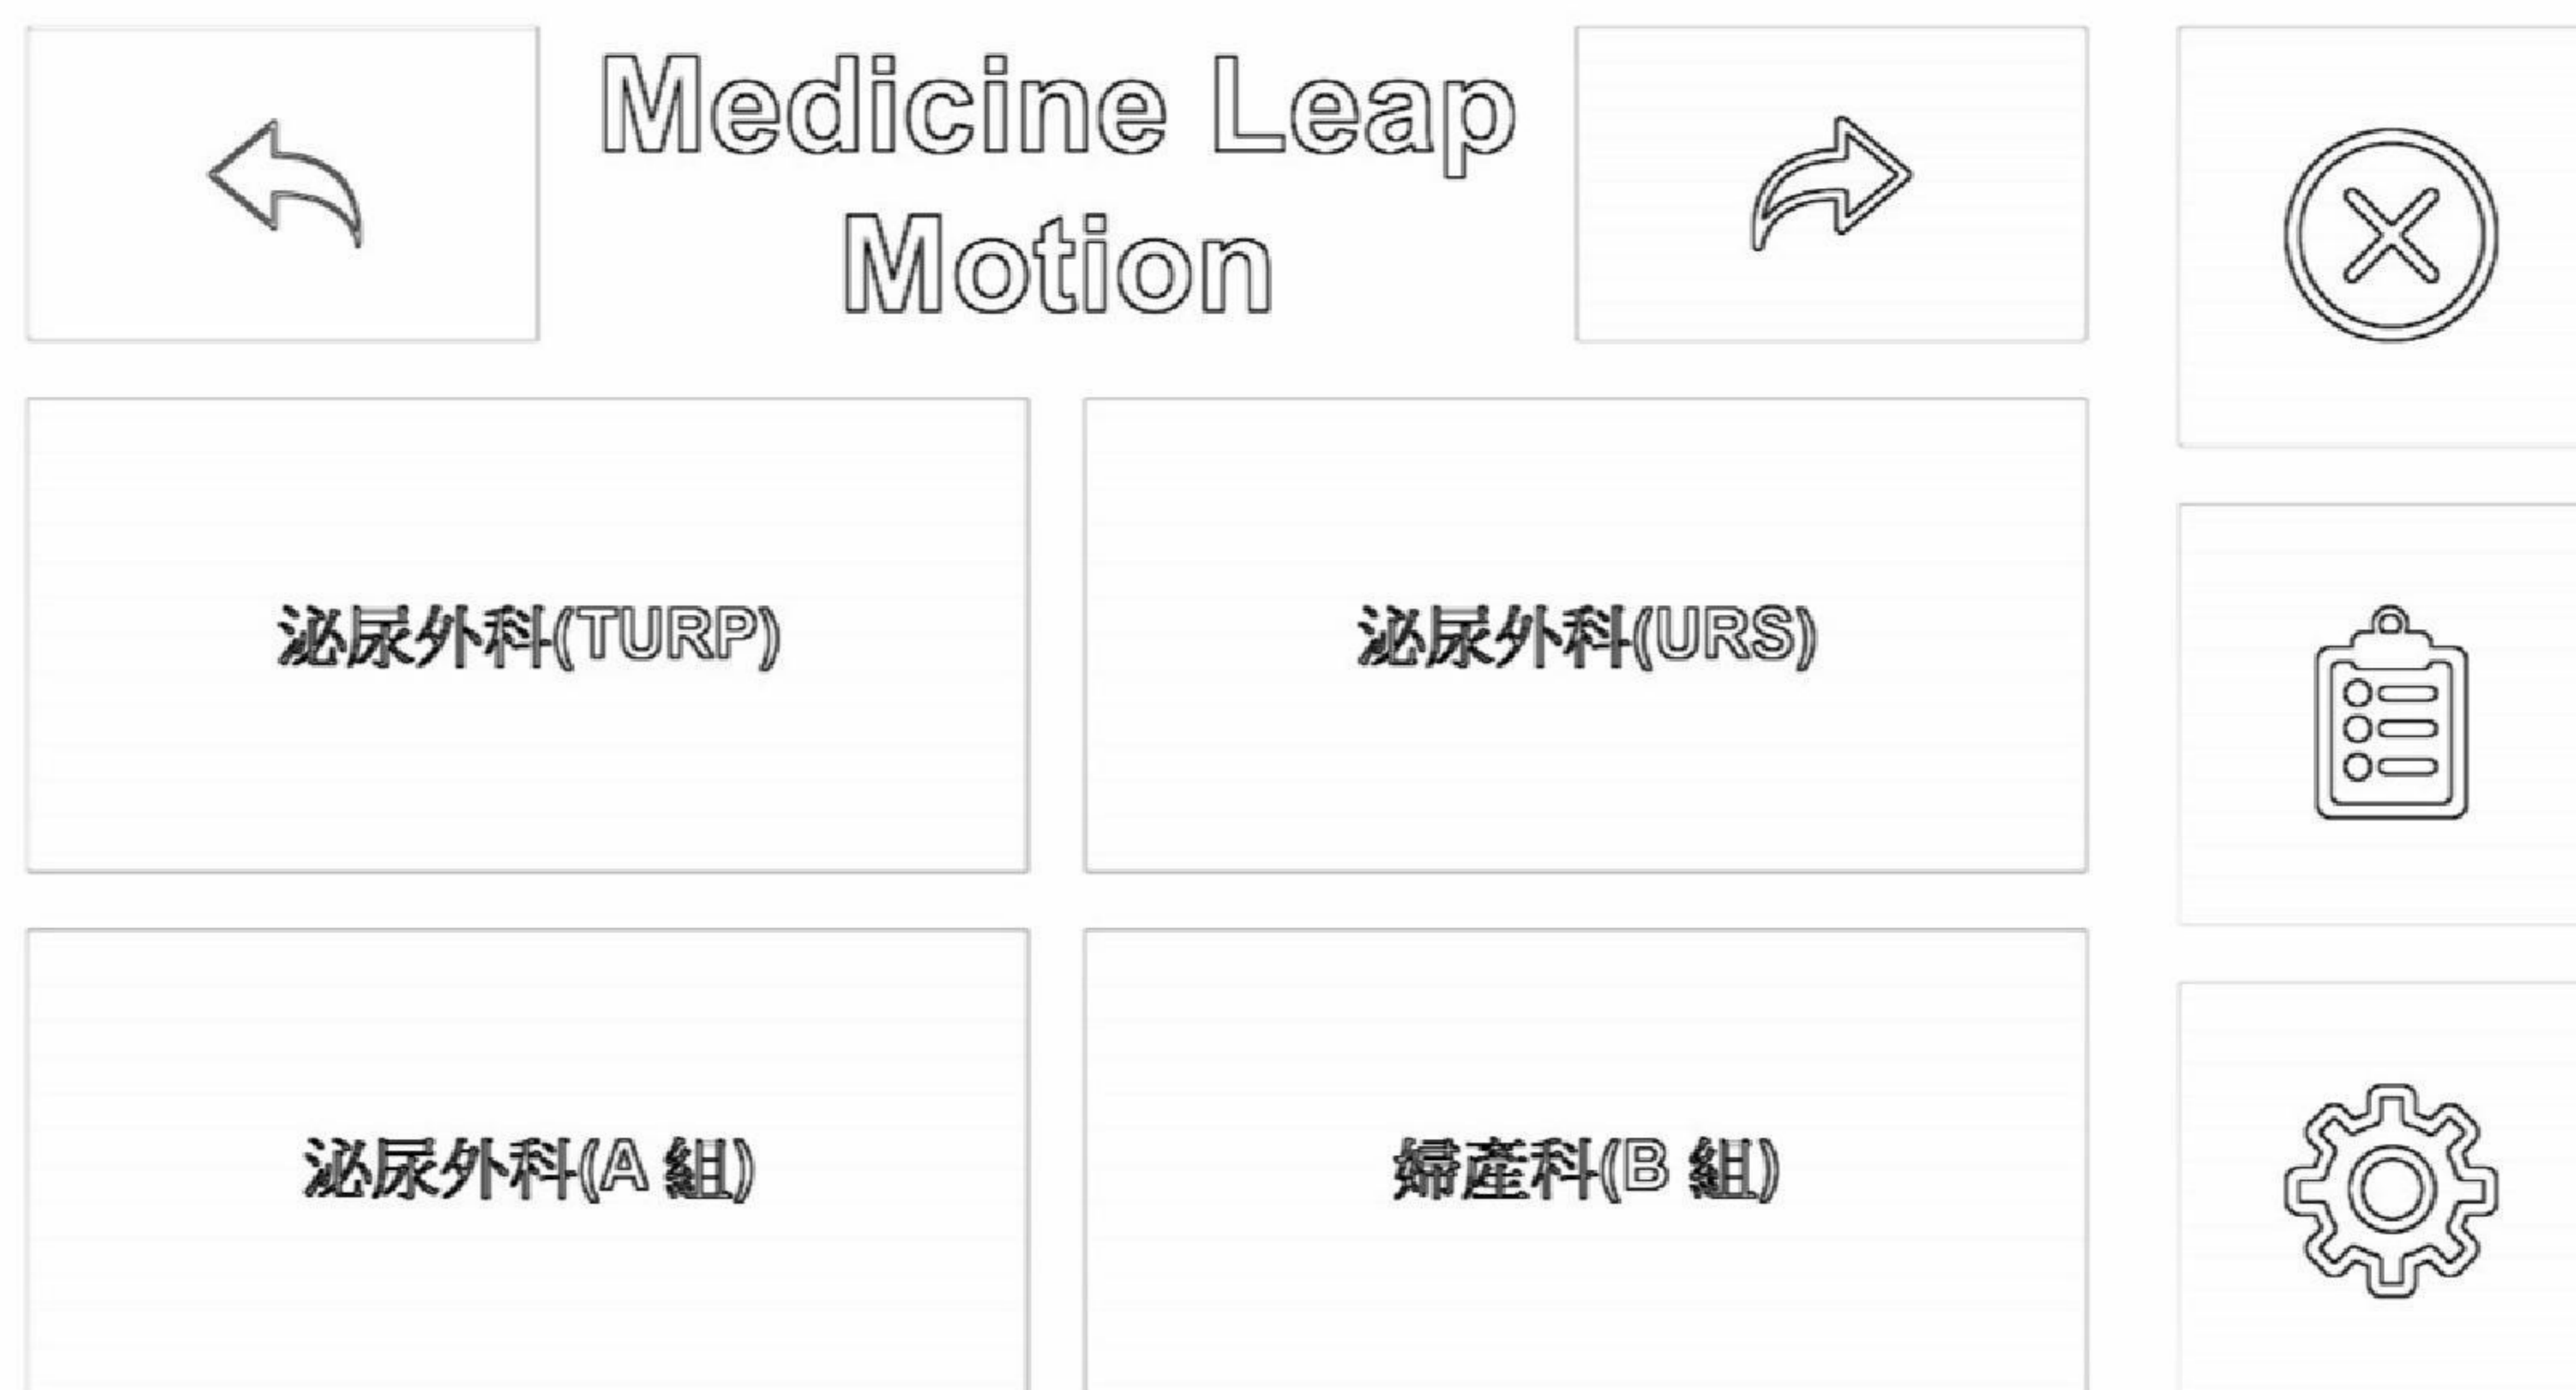 Medicine Leap
Motion
泌尿外科(TURP)
泌尿外科(URS)
泌尿外科(A 組)
婦產科(B 組)